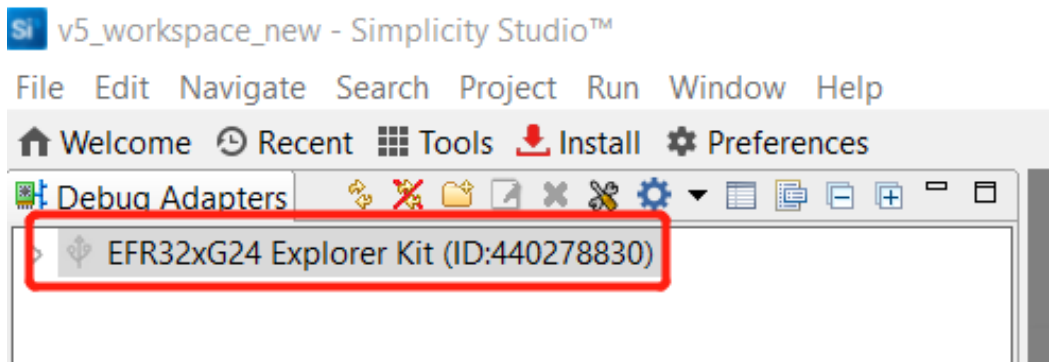 Si v5_workspace_new - Simplicity Studio™
File Edit Navigate Search Project Run Window Help
Welcome Recent Tools Install Preferences
Debug Adapters
EFR32xG24 Explorer Kit (ID:440278830)